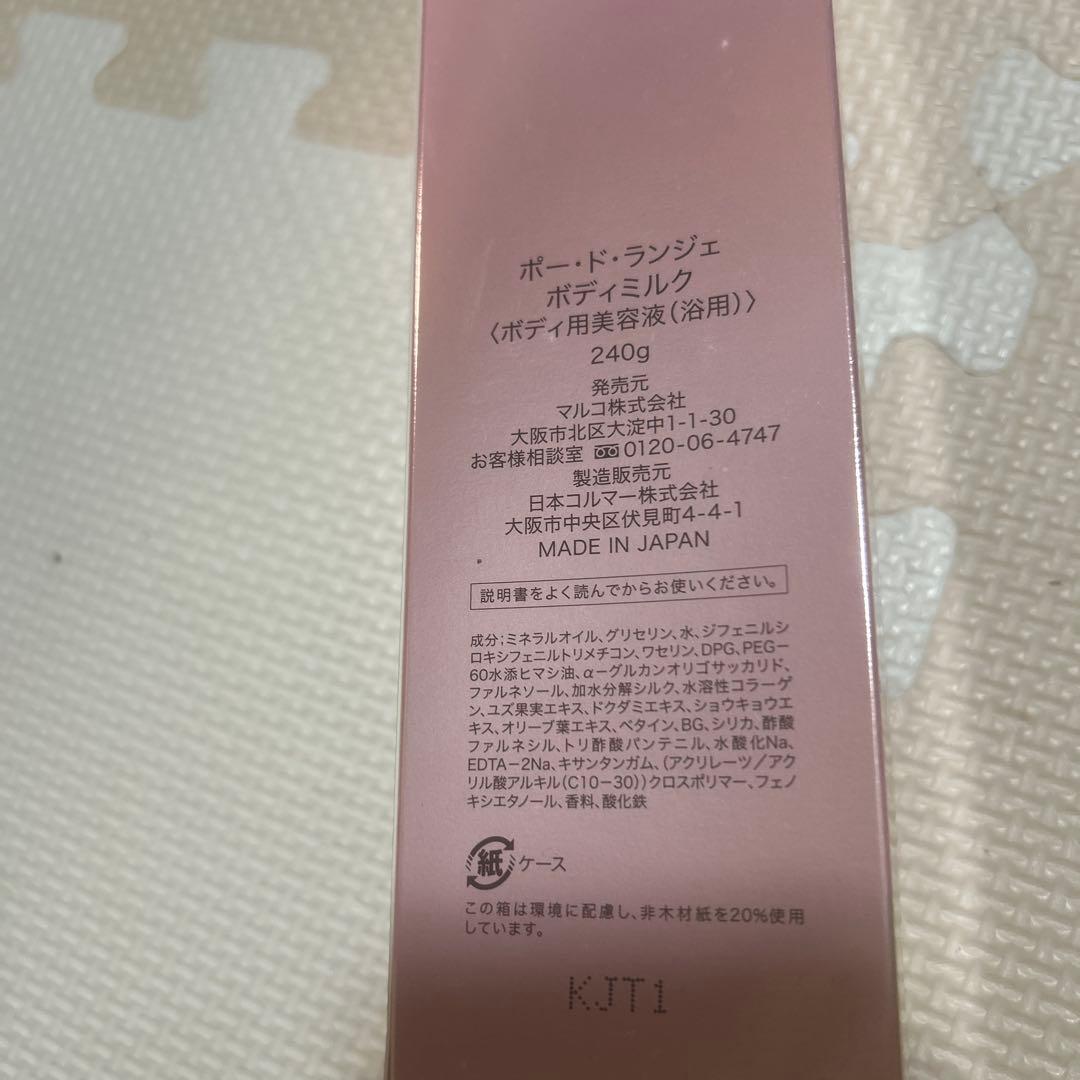 ポー・ド・ランジェ
ボディミルク
〈ボディ用美容液(浴用)〉
240g
発売元
マルコ株式会社
大阪市北区大淀中1-1-30
お客様相談室 0120-06-4747
製造販売元
日本コルマー株式会社
大阪市中央区伏見町4-4-1
MADE IN JAPAN
説明書をよく読んでからお使いください。
成分;ミネラルオイル、グリセリン、水、ジフェニルシ
ロキシフェニルトリメチコン、ワセリン、DPG、PEG-
60水添ヒマシ油、α-グルカンオリゴサッカリド、
ファルネソール、加水分解シルク、水溶性コラーゲ
ン、ユズ果実エキス、ドクダミエキス、ショウキョウエ
キス、オリーブ葉エキス、ベタイン、BG、シリカ、酢酸
ファルネシル、トリ酢酸パンテニル、水酸化Na、
EDTA-2Na、キサンタンガム、(アクリレーツ/アク
リル酸アルキル(C10-30))クロスポリマー、フェノ
キシエタノール、香料、酸化鉄
紙 ケース
この箱は環境に配慮し、非木材紙を20%使用
しています。
KJT1